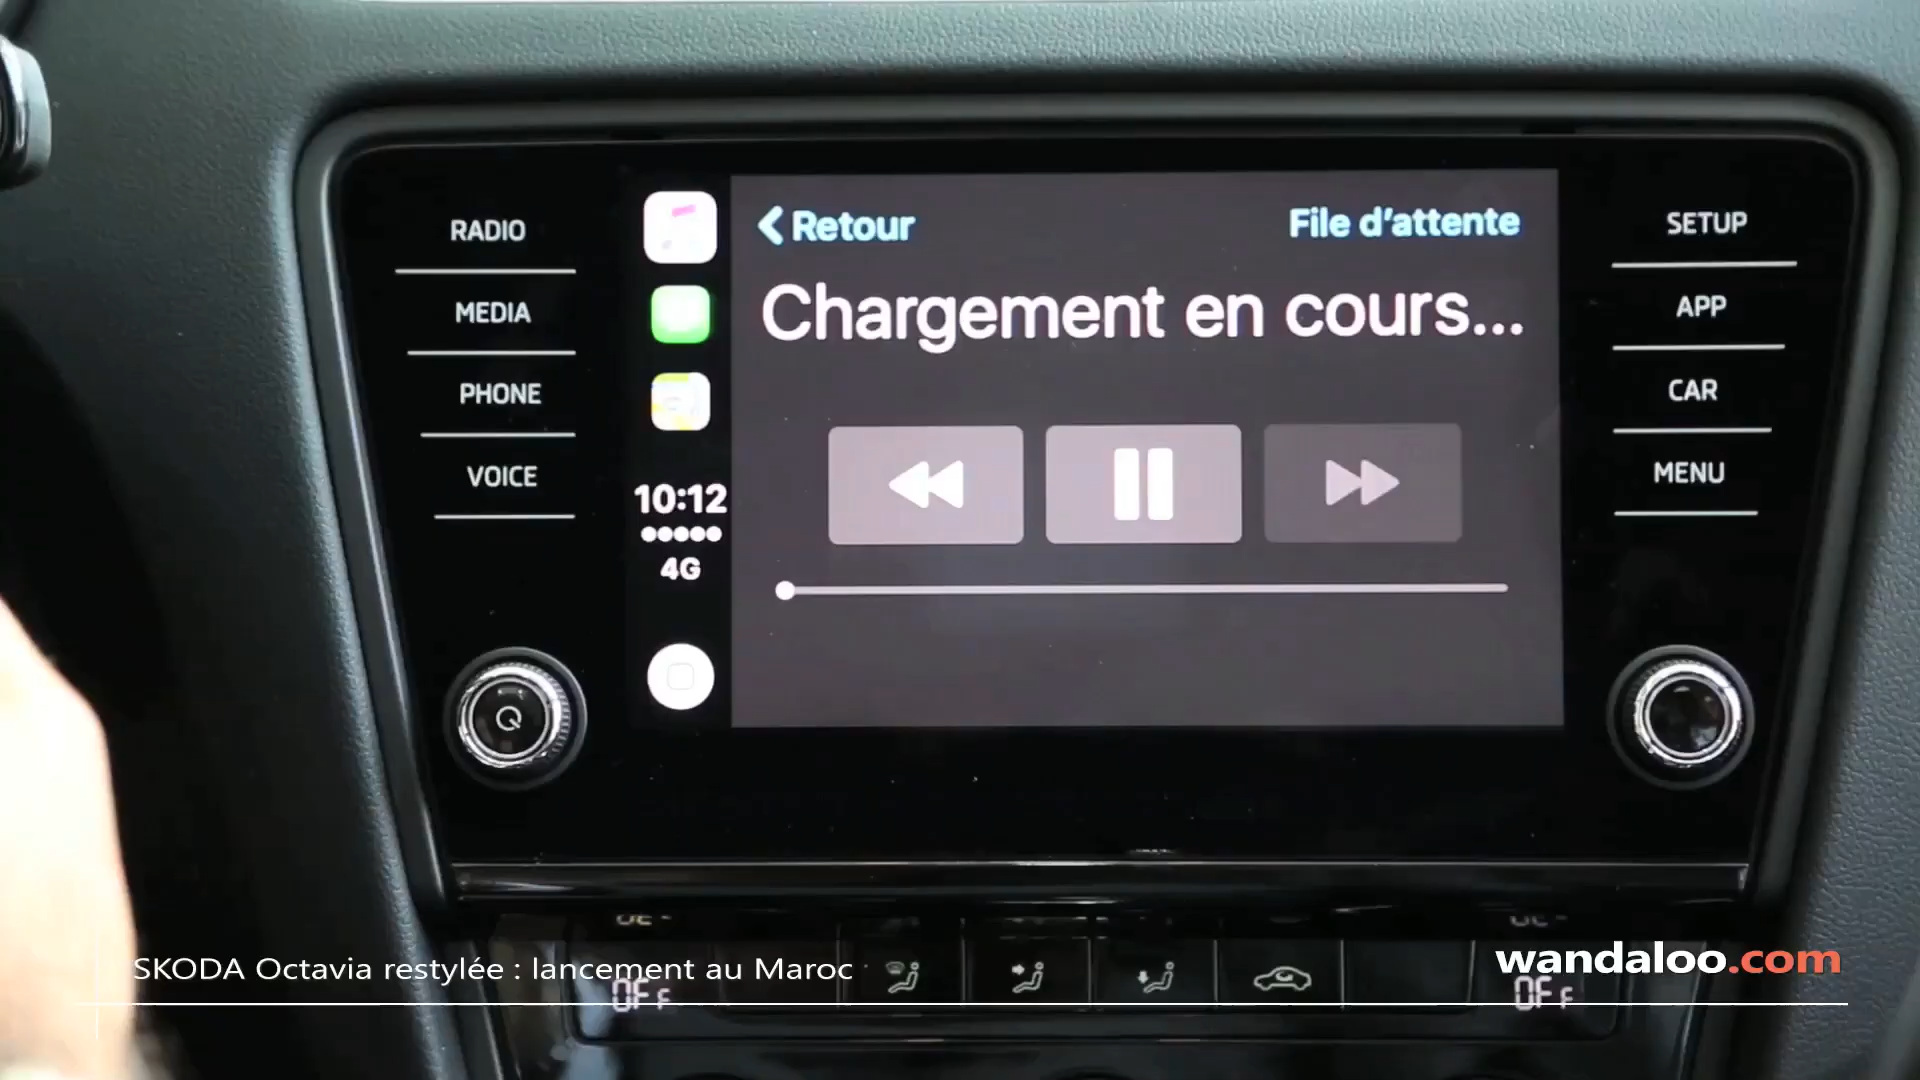 RADIO
MEDIA
PHONE
VOICE
10:12
4G
Retour
File d’attente
Chargement en cours...
SETUP
APP
CAR
MENU
SKODA Octavia restylée : lancement au Maroc
wandaloo.com
OFF
OFF